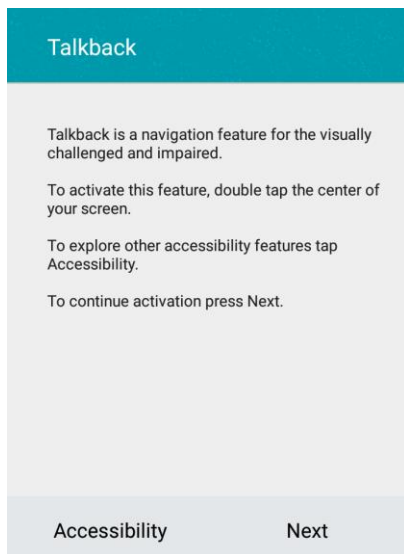 Talkback
Talkback is a navigation feature for the visually
challenged and impaired.
To activate this feature, double tap the center of
your screen.
To explore other accessibility features tap
Accessibility.
To continue activation press Next.
Accessibility Next